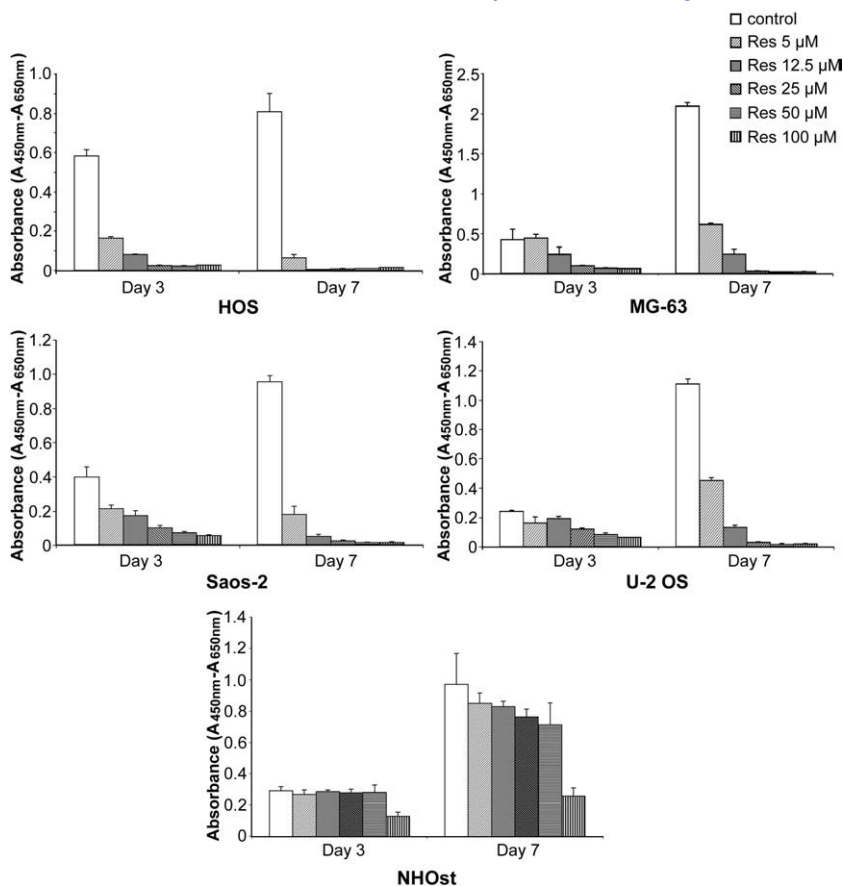 control
Res 5 µM
Res 12.5 µM
Res 25 µM
Res 50 µM
Res 100 µM
Absorbance (A450nm-A650nm)
1.0
0.8
0.6
0.4
0.2
0
Day 3 Day 7
HOS
Absorbance (A450nm-A650nm)
2.5
2
1.5
1
0.5
0
Day 3 Day 7
MG-63
Absorbance (A450nm-A650nm)
1.2
1.0
0.8
0.6
0.4
0.2
0
Day 3 Day 7
Saos-2
Absorbance (A450nm-A650nm)
1.4
1.2
1.0
0.8
0.6
0.4
0.2
0
Day 3 Day 7
U-2 OS
Absorbance (A450nm-A650nm)
1.4
1.2
1.0
0.8
0.6
0.4
0.2
0
Day 3 Day 7
NHOst